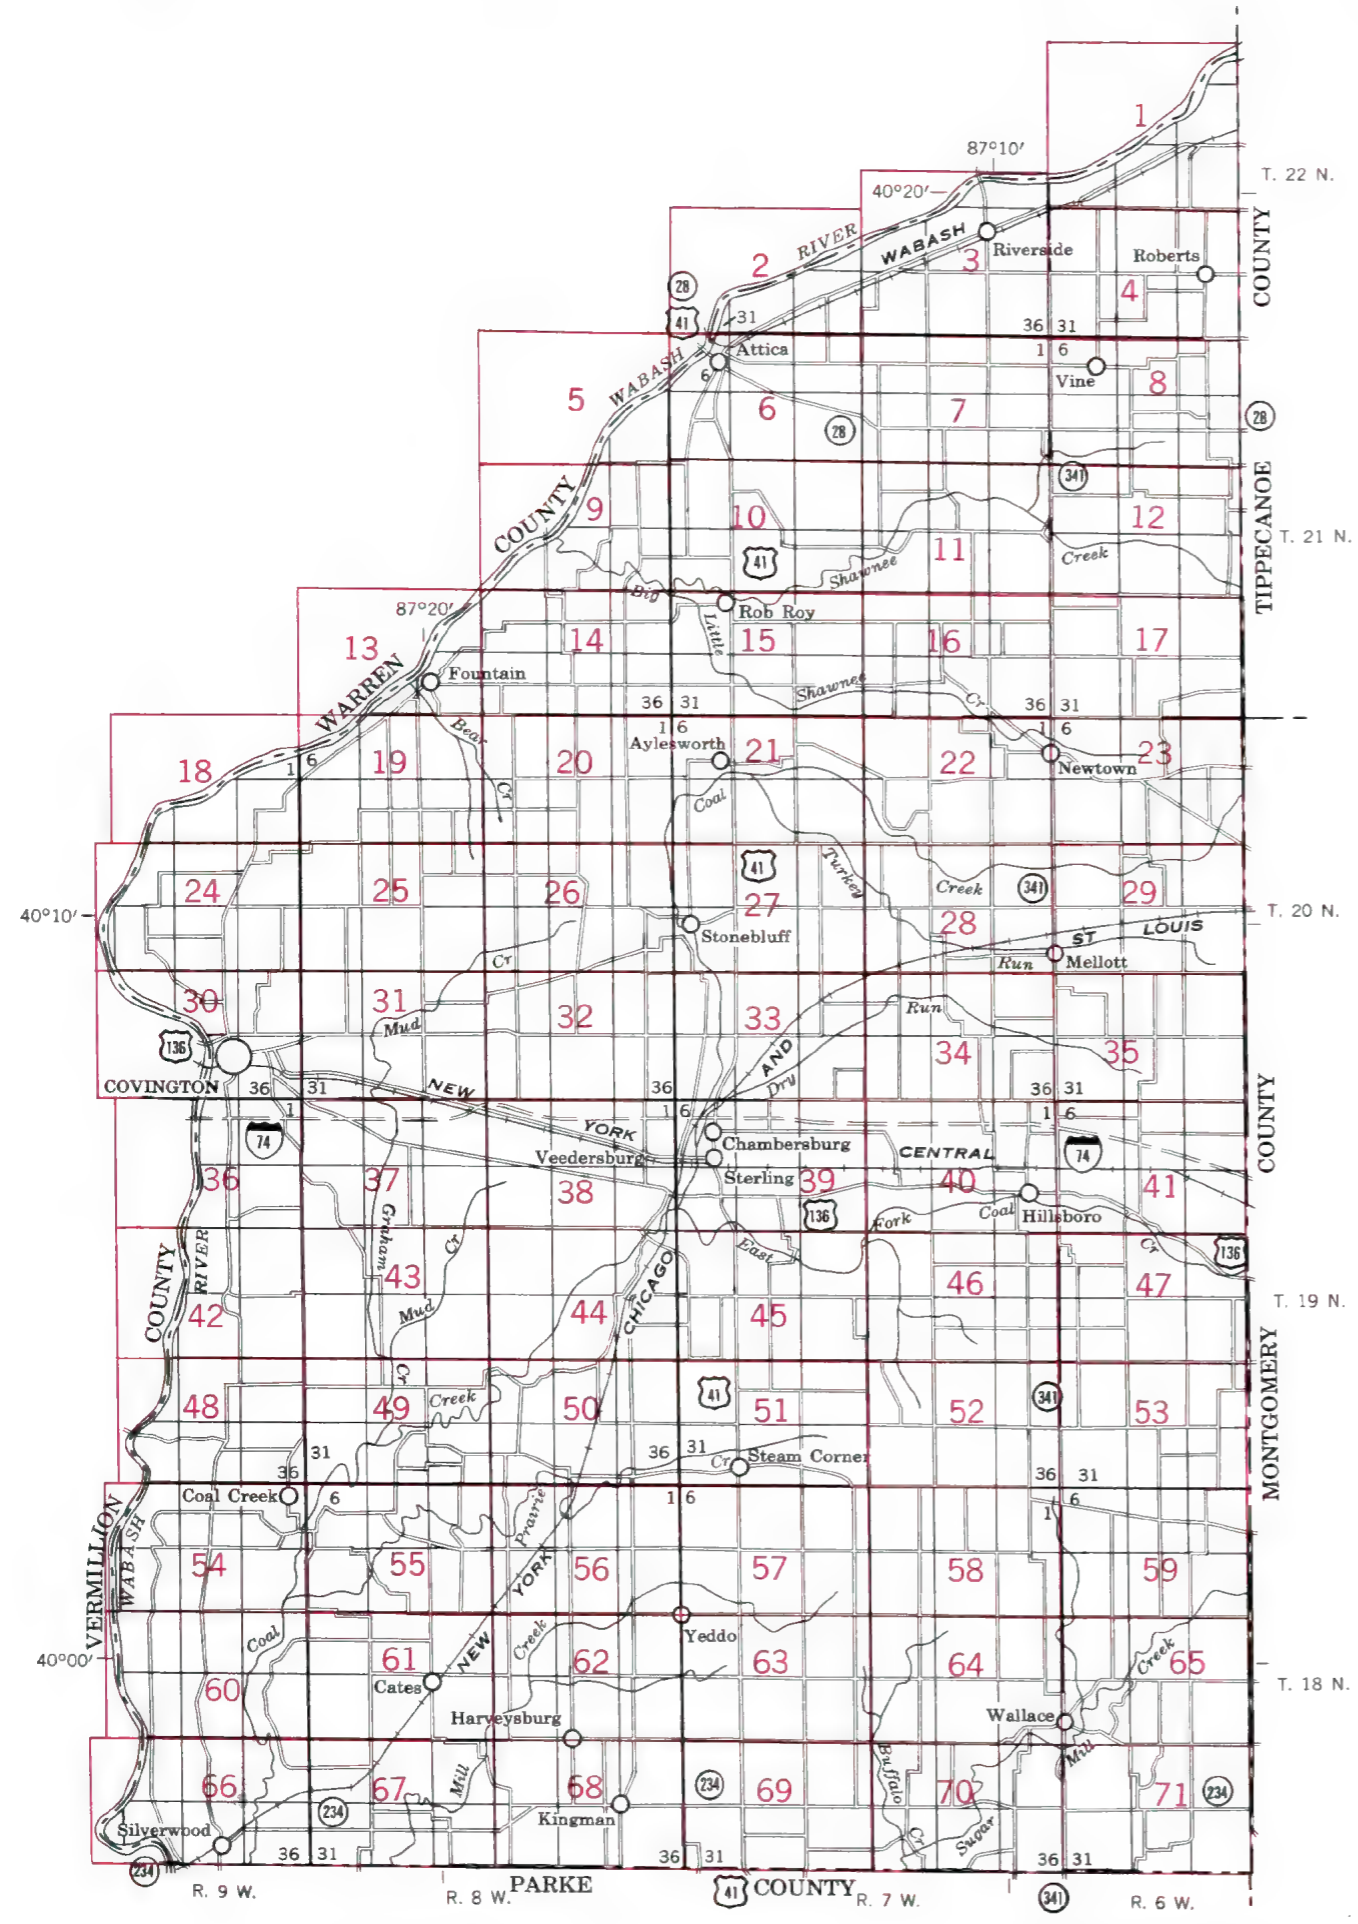 1
87°10′
T. 22 N.
40°20′
RIVER
WABASH
COUNTY
2
3
Riverside
Roberts
28
4
41
31
36 31
Attica
1 6
WABASH
6
Vine
8
5
6
7
28
28
341
COUNTY
9
10
12
TIPPECANOE
T. 21 N.
41
11
Creek
Shawnee
Big
87°20′
Rob Roy
Little
13
14
15
16
17
WARREN
Fountain
Shawnee
36 31
Cr
36 31
Bear
1 6
1 6
Aylesworth
21
23
18
1 6
19
20
22
Newtown
Cr
Coal
41
Turkey
24
25
26
Creek
341
29
27
40°10′
T. 20 N.
28
ST LOUIS
Stonebluff
Cr
Run
Mellott
30
31
32
33
Run
Mud
136
34
35
AND
COVINGTON
36 31
NEW
36
Dry
36 31
COUNTY
1
1 6
1 6
74
YORK
Chambersburg
CENTRAL
74
Veedersburg
36
37
38
Sterling
39
40
41
136
Fork
Coal
Hillsboro
Graham
Cr
East
Cr
136
RIVER
COUNTY
43
46
47
CHICAGO
42
Mud
44
45
T. 19 N.
Cr
41
341
MONTGOMERY
48
49
Creek
50
51
52
53
31
36 31
Cr
Steam Corner
36
36 31
Coal Creek
6
Prairie
1 6
6
1
VERMILLION
WABASH
54
55
56
57
58
59
YORK
Coal
NEW
Creek
Yeddo
40°00′
61
62
63
64
Creek
65
Cates
60
T. 18 N.
Harveysburg
Wallace
Mill
66
67
Mill
68
234
69
Buffalo
70
71
234
234
Kingman
Silverwood
Cr
Sugar
36 31
36 31
36 31
234
R. 9 W.
R. 8 W.
PARKE
41
COUNTY
R. 7 W.
341
R. 6 W.